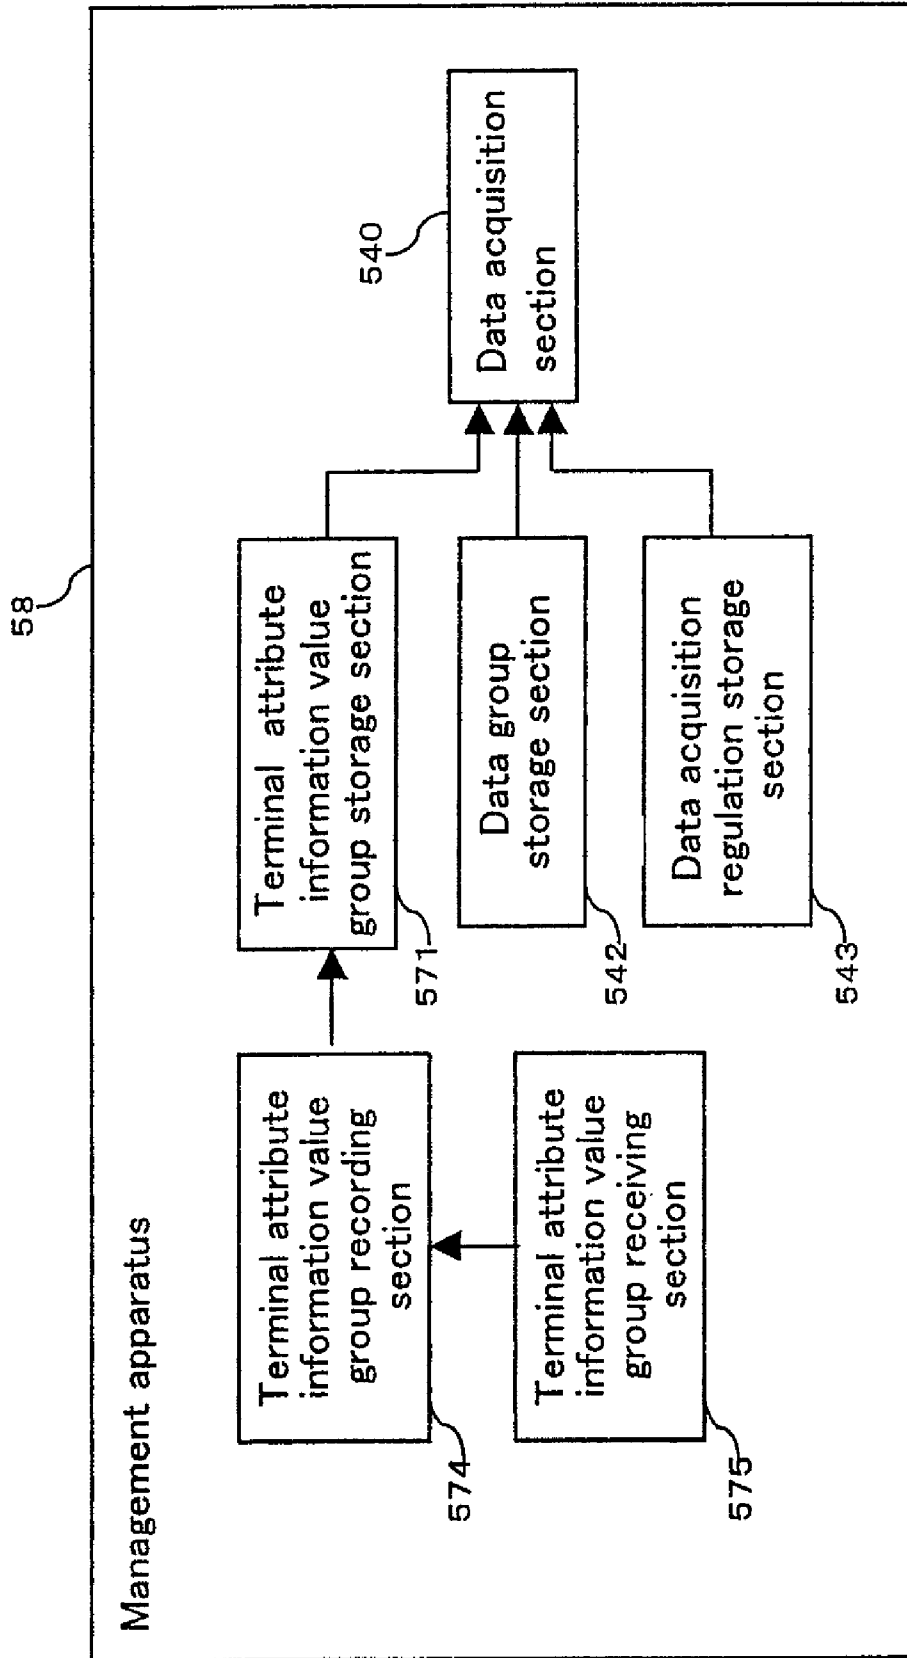 58
Management apparatus
Terminal attribute
information value
group recording
section
574
Terminal attribute
information value
group receiving
section
575
Terminal attribute
information value
group storage section
571
Data group
storage section
542
Data acquisition
regulation storage
section
543
540
Data acquisition
section